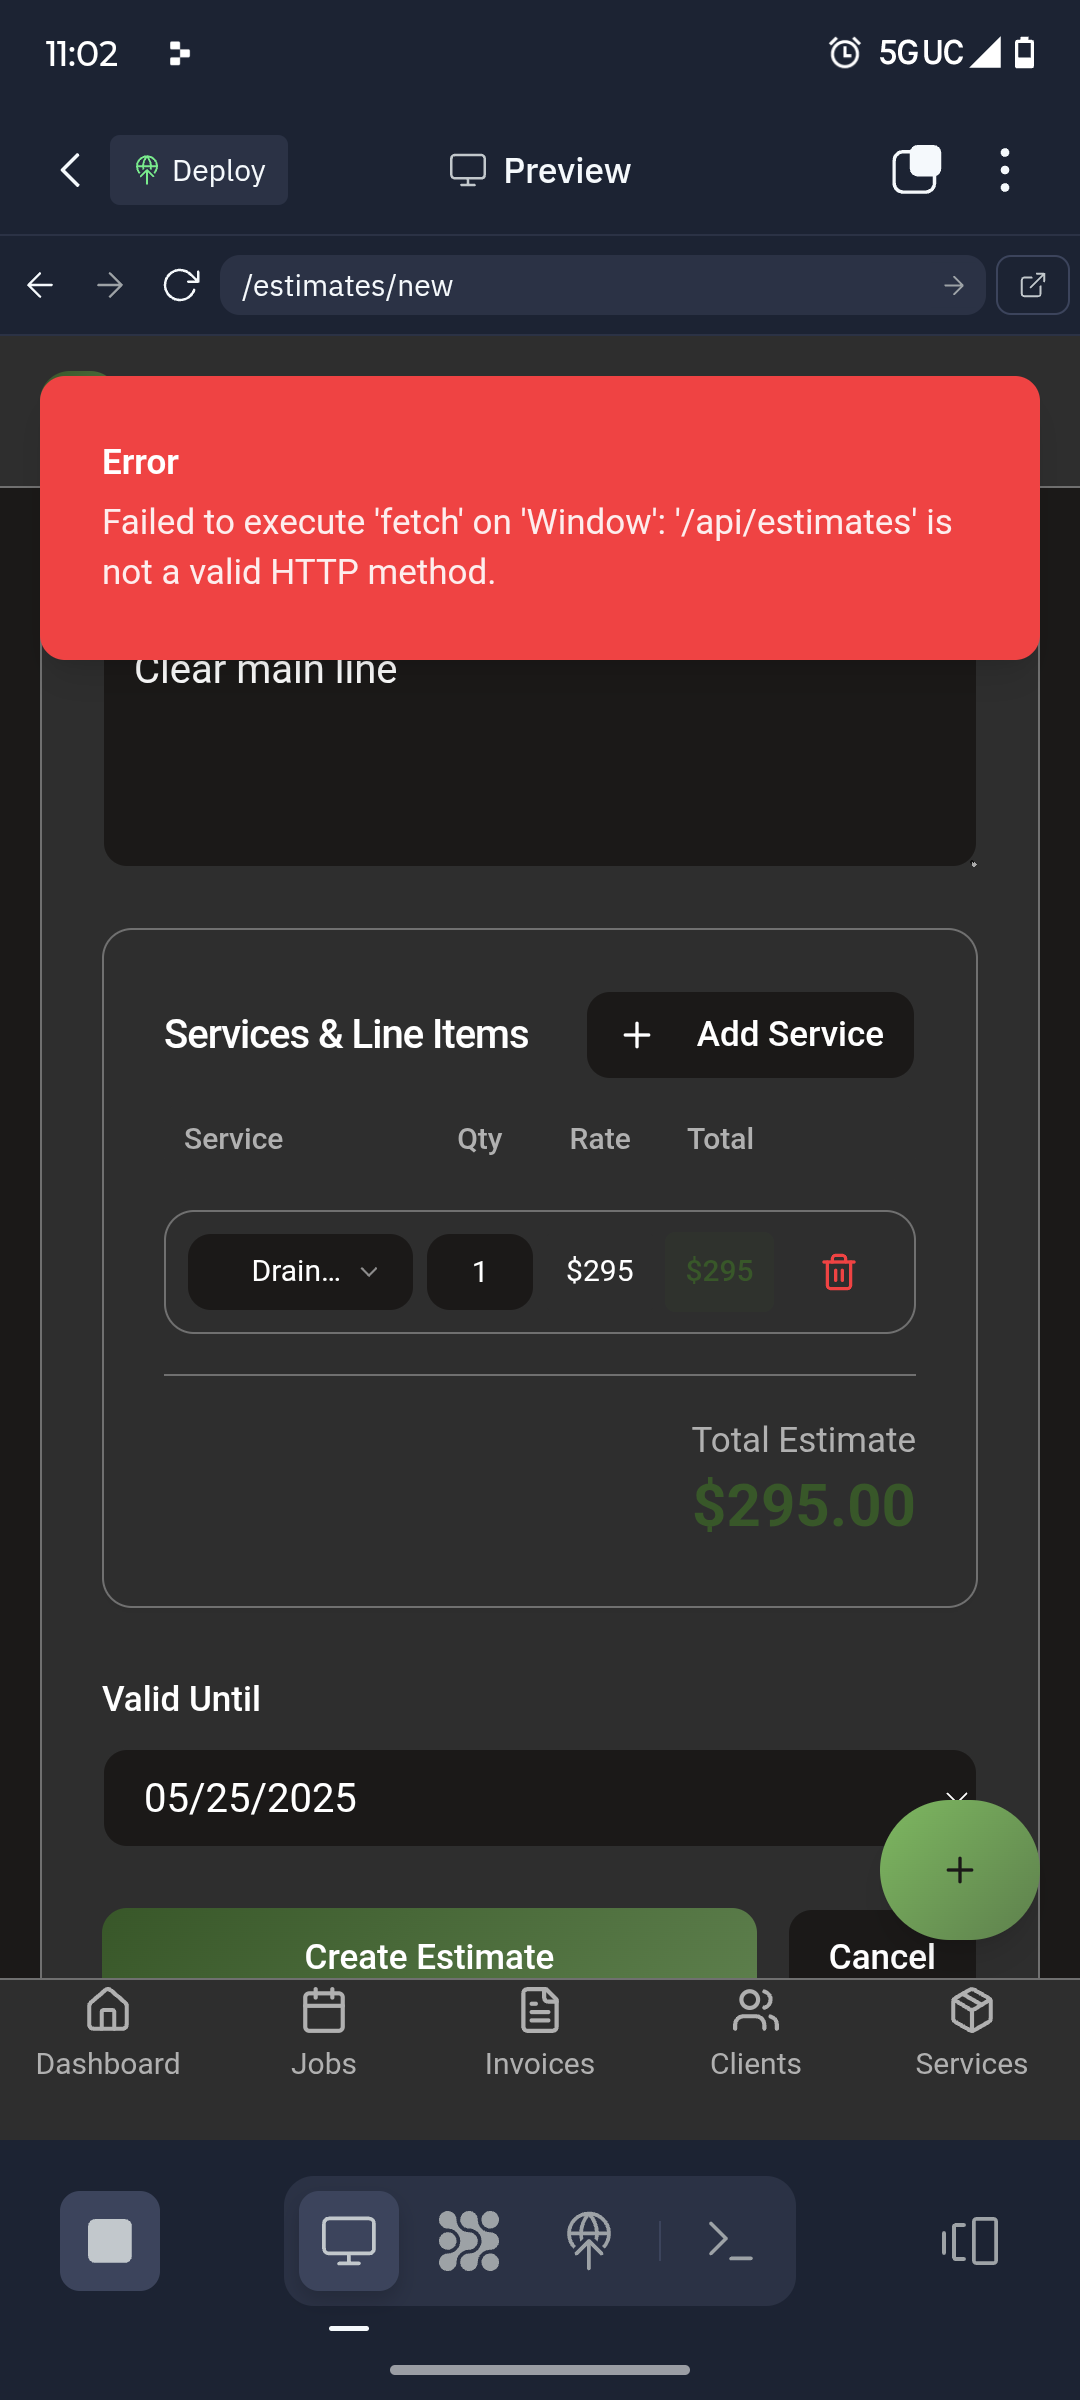 11:02
5G UC
Deploy
Preview
/estimates/new
Error
Failed to execute 'fetch' on 'Window': '/api/estimates' is
not a valid HTTP method.
Clear main line
Services & Line Items
Add Service
Service Qty Rate Total
Drain... 1 $295 $295
Total Estimate
$295.00
Valid Until
05/25/2025
Create Estimate
Cancel
Dashboard Jobs Invoices Clients Services